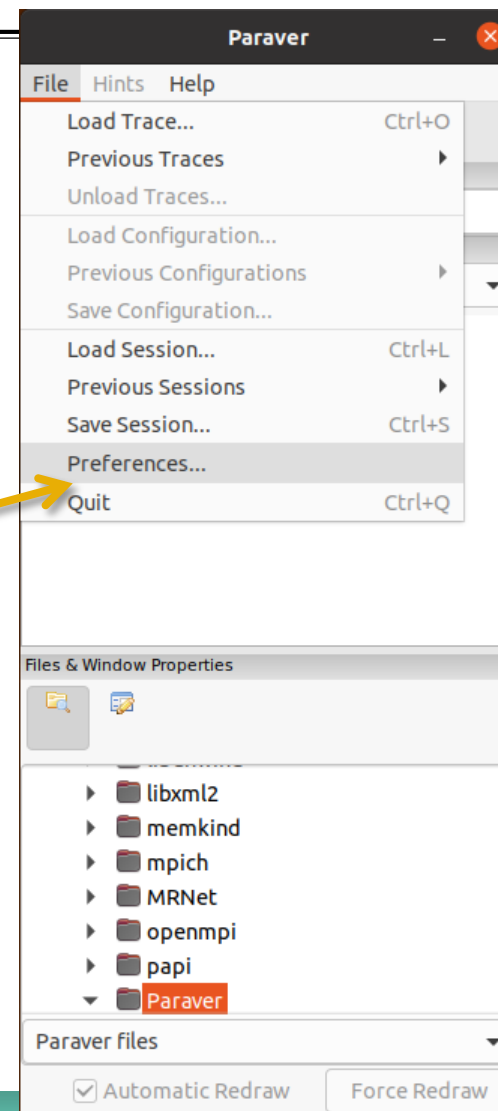 Paraver
File Hints Help
Load Trace... Ctrl+O
Previous Traces
Unload Traces...
Load Configuration...
Previous Configurations
Save Configuration...
Load Session... Ctrl+L
Previous Sessions
Save Session... Ctrl+S
Preferences...
Quit Ctrl+Q
Files & Window Properties
libxml2
memkind
mpich
MRNet
openmpi
papi
Paraver
Paraver files
Automatic Redraw Force Redraw